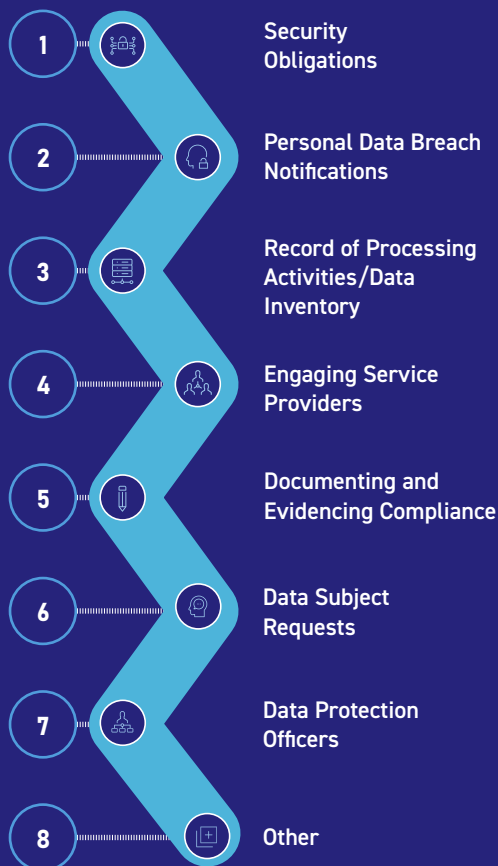 1
Security
Obligations
2
Personal Data Breach
Notifications
3
Record of Processing
Activities/Data
Inventory
4
Engaging Service
Providers
5
Documenting and
Evidencing Compliance
6
Data Subject
Requests
7
Data Protection
Officers
8
Other